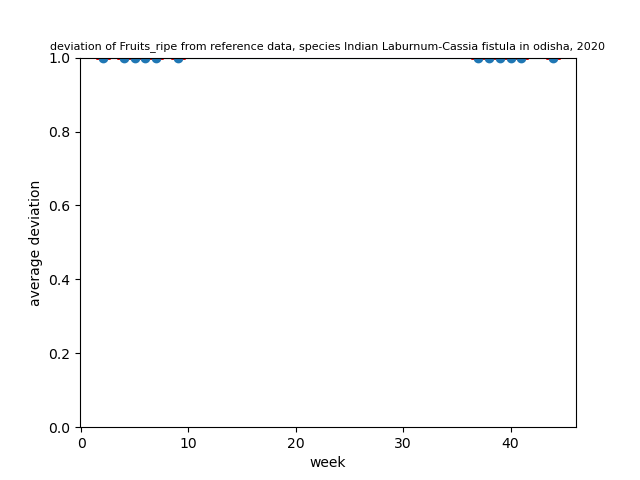 deviation of Fruits_ripe from reference data, species Indian Laburnum-Cassia fistula in odisha, 2020
1.0
0.8
0.6
0.4
0.2
0.0
average deviation
0 10 20 30 40
week